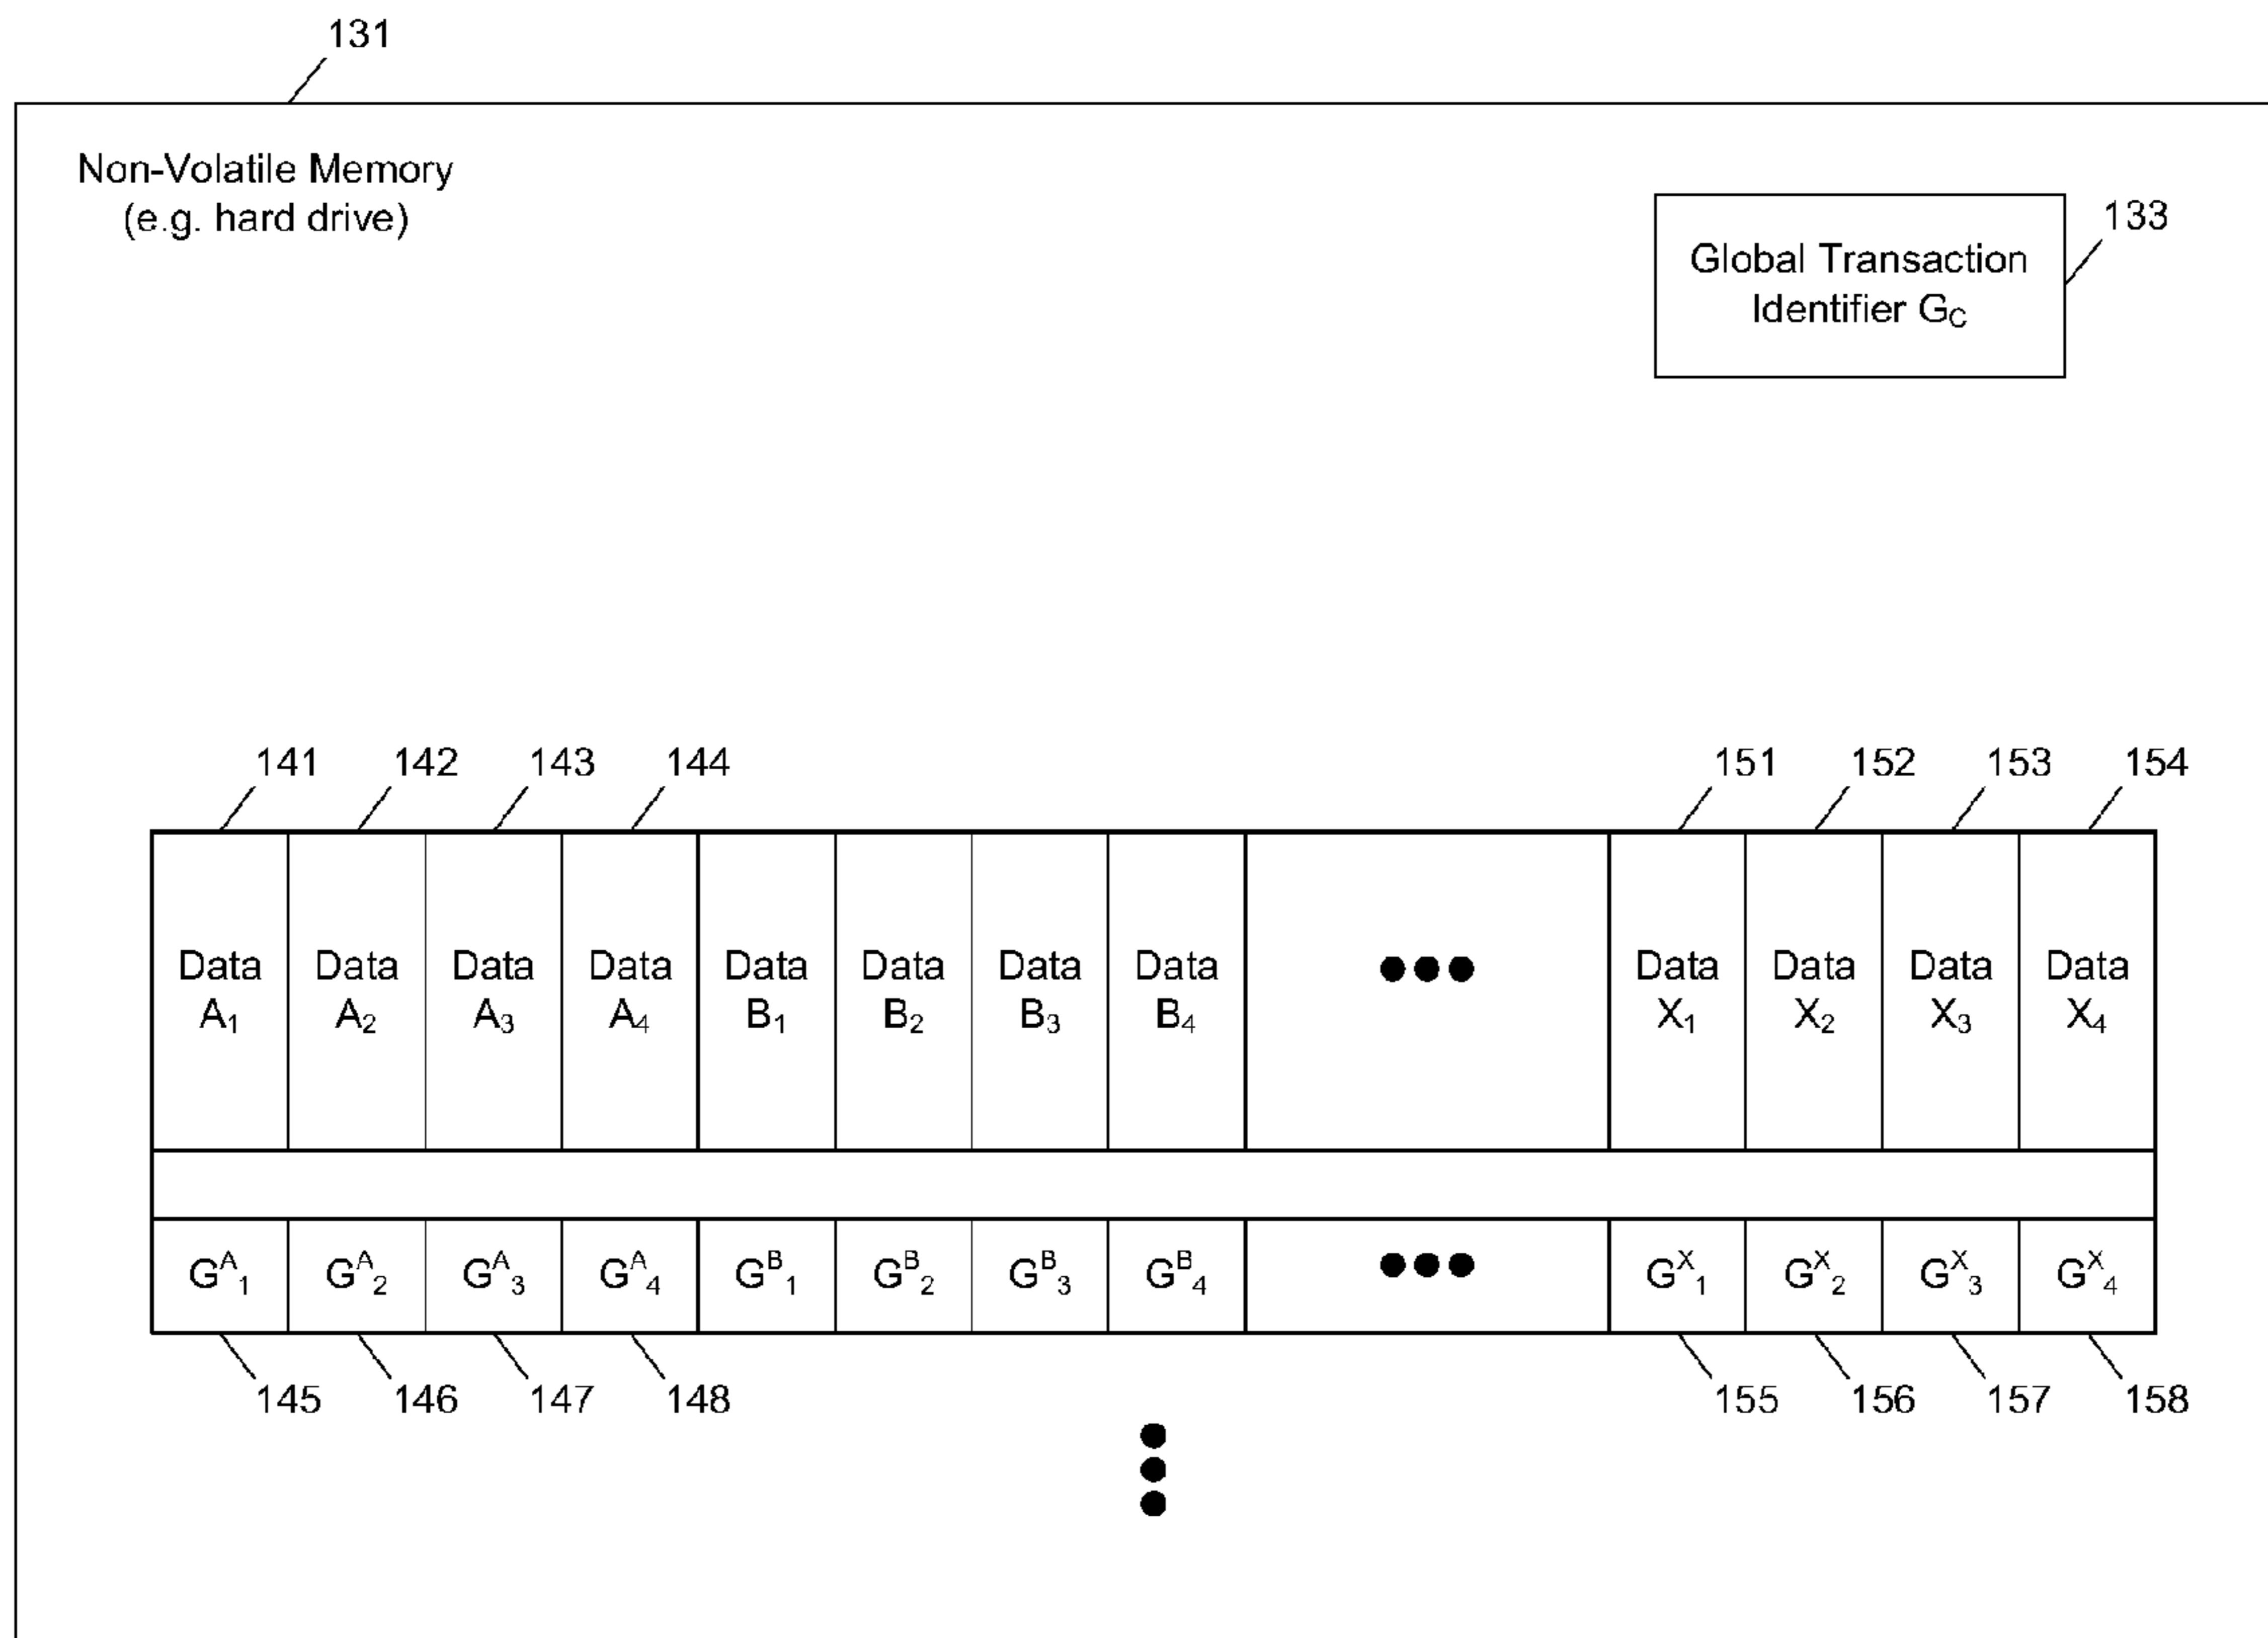 131
Non-Volatile Memory
(e.g. hard drive)
133
Global Transaction
Identifier G_C
141 142 143 144 151 152 153 154
Data Data Data Data Data Data Data Data Data Data Data Data
A₁ A₂ A₃ A₄ B₁ B₂ B₃ B₄ X₁ X₂ X₃ X₄
G^A₁ G^A₂ G^A₃ G^A₄ G^B₁ G^B₂ G^B₃ G^B₄ G^X₁ G^X₂ G^X₃ G^X₄
145 146 147 148 155 156 157 158